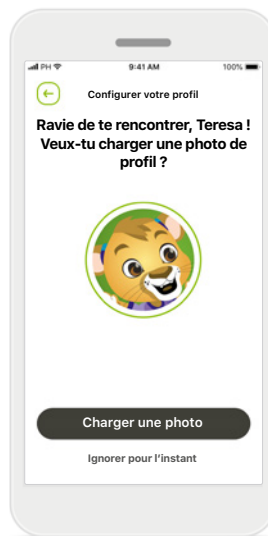 PH 9:41 AM 100%
Configurer votre profil
Ravie de te rencontrer, Teresa !
Veux-tu charger une photo de
profil ?
Charger une photo
Ignorer pour l'instant